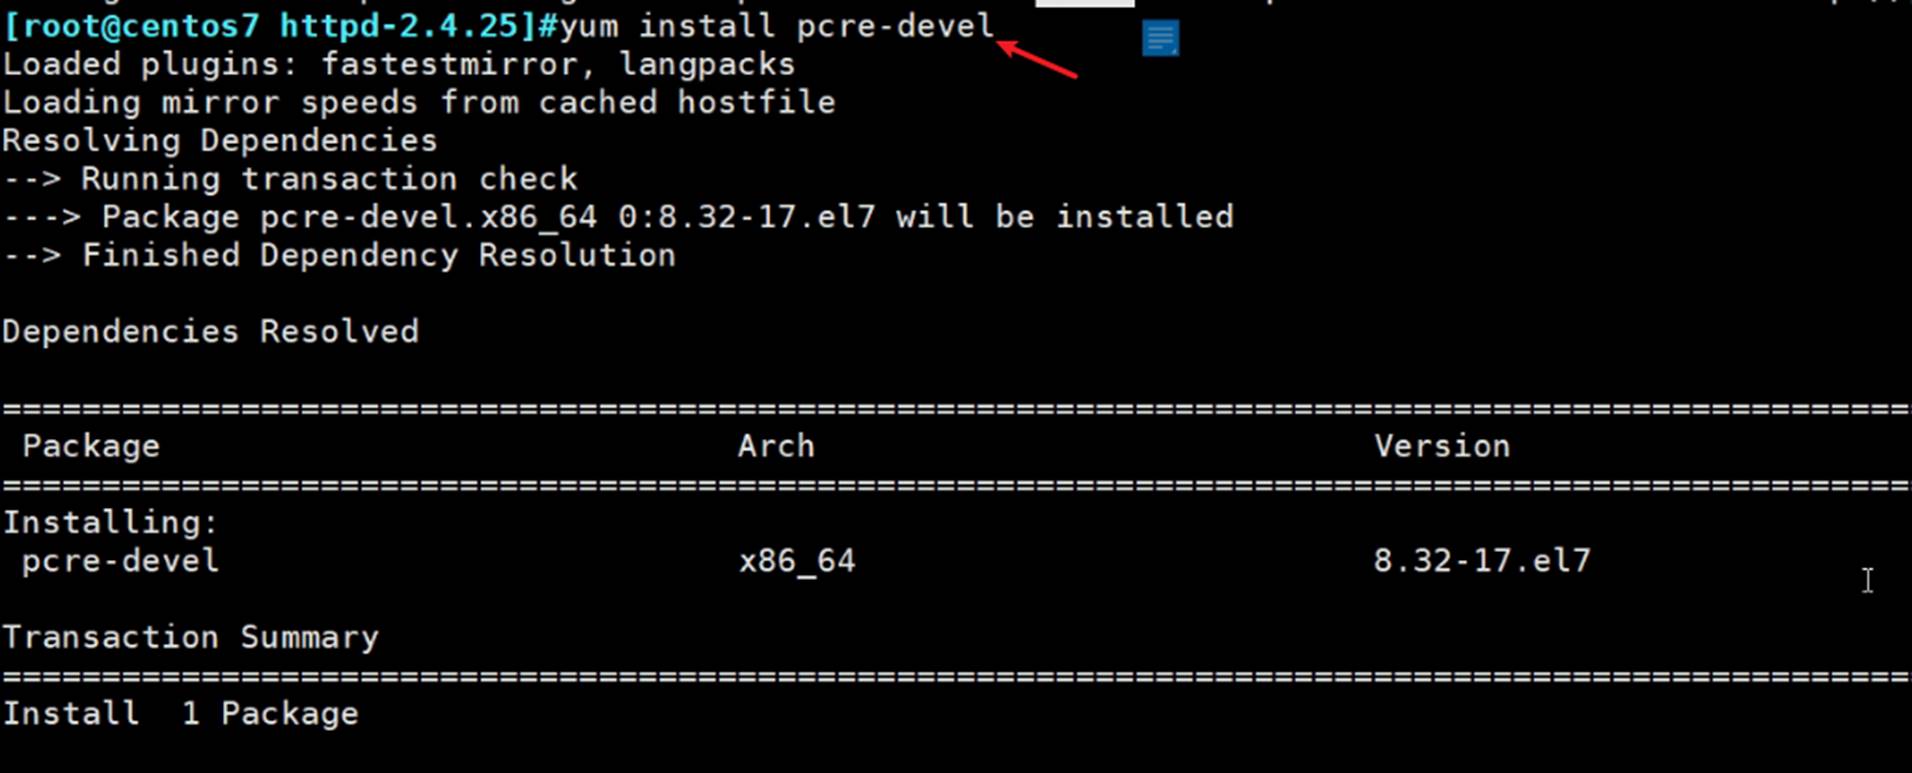 [root@centos7 httpd-2.4.25]#yum install pcre-devel
Loaded plugins: fastestmirror, langpacks
Loading mirror speeds from cached hostfile
Resolving Dependencies
--> Running transaction check
---> Package pcre-devel.x86_64 0:8.32-17.el7 will be installed
--> Finished Dependency Resolution
Dependencies Resolved
================================================================================================
Package Arch Version
================================================================================================
Installing:
pcre-devel x86_64 8.32-17.el7
Transaction Summary
================================================================================================
Install  1 Package